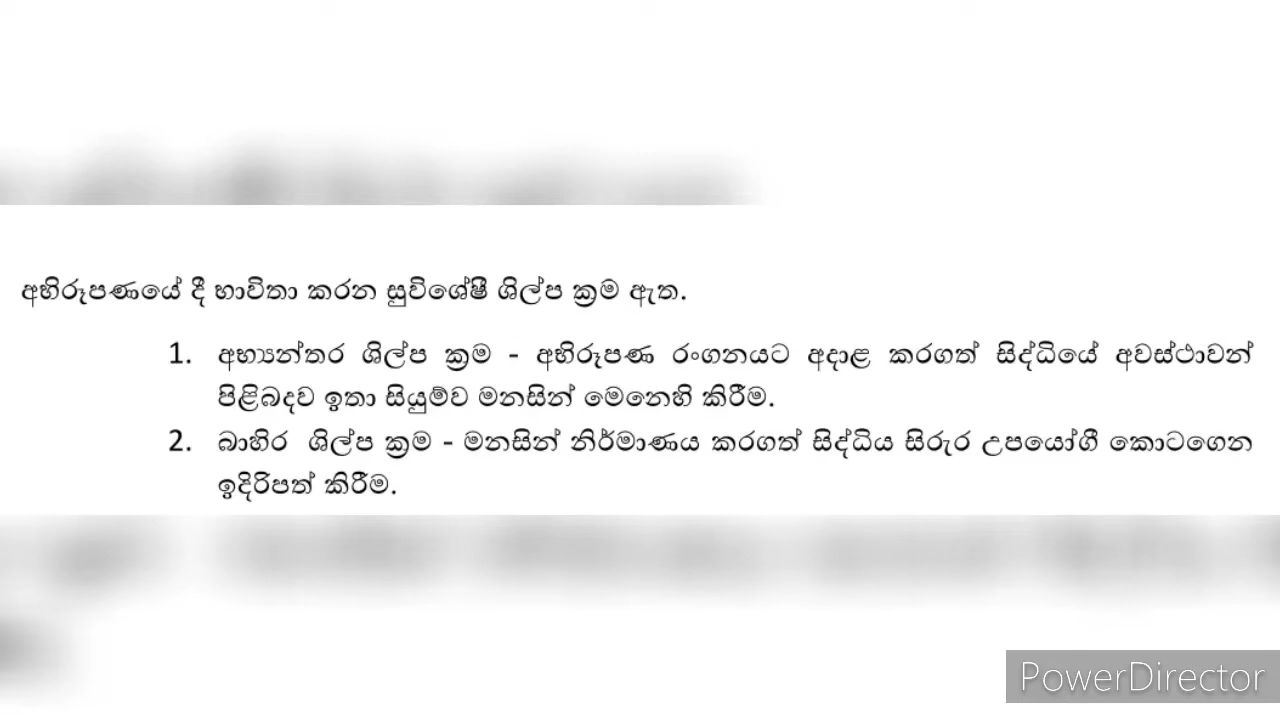 අභිරූපණයේ දී භාවිතා කරන සුවිශේෂී ශිල්ප ක්‍රම ඇත.
1. අභ්‍යන්තර ශිල්ප ක්‍රම - අභිරූපණ රංගනයට අදාළ කරගත් සිද්ධියේ අවස්ථාවන්
පිළිබදව ඉතා සියුම්ව මනසින් මෙනෙහි කිරීම.
2. බාහිර ශිල්ප ක්‍රම - මනසින් නිර්මාණය කරගත් සිද්ධිය සිරුර උපයෝගී කොටගෙන
ඉදිරිපත් කිරීම.
PowerDirector